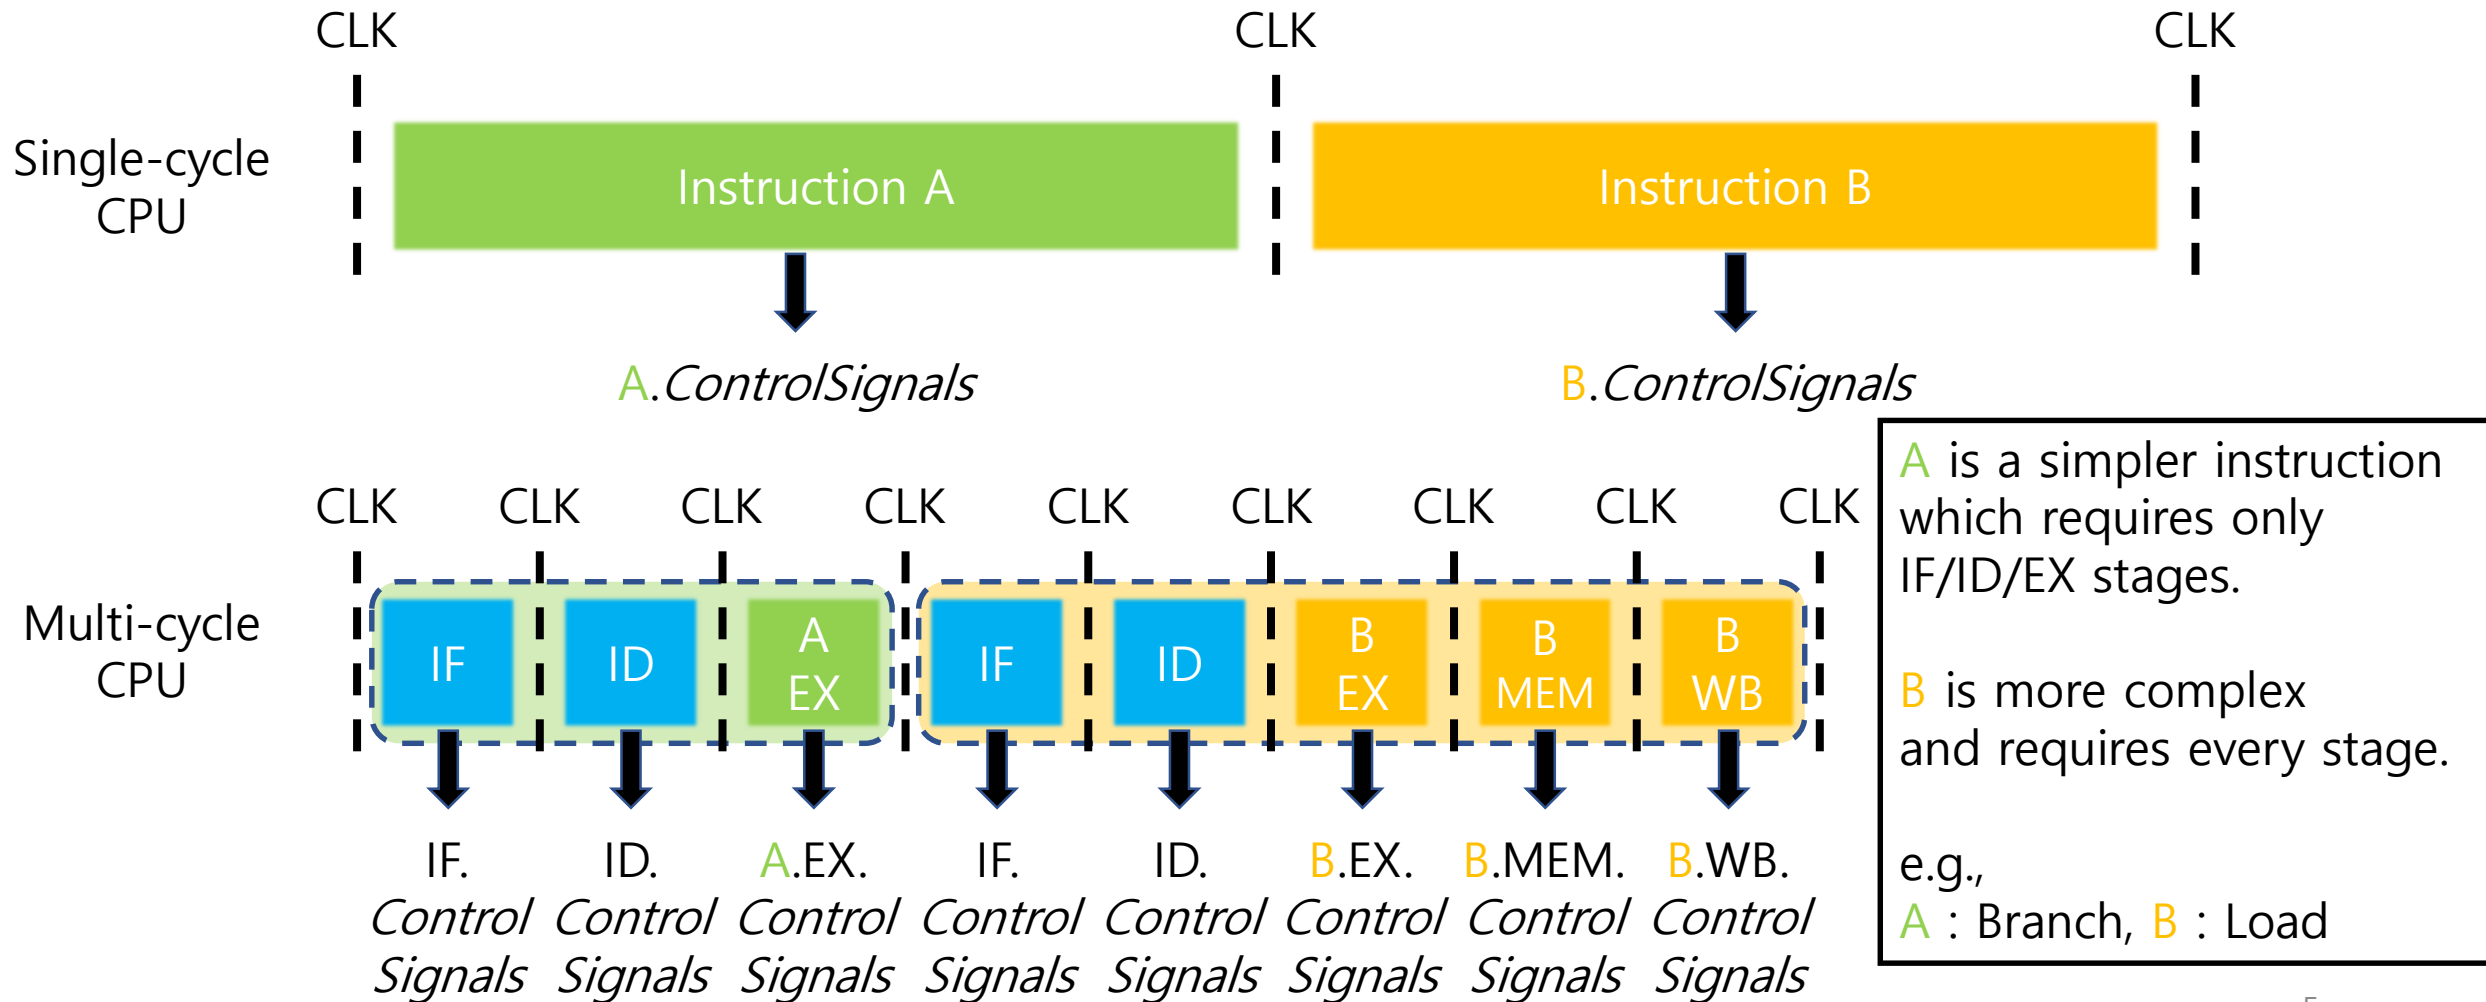 CLK CLK CLK
Single-cycle
CPU
Instruction A
Instruction B
A.ControlSignals
B.ControlSignals
CLK CLK CLK CLK CLK CLK CLK CLK CLK
Multi-cycle
CPU
IF
ID
A
EX
IF
ID
B
EX
B
MEM
B
WB
IF.
Control
Signals
ID.
Control
Signals
A.EX.
Control
Signals
IF.
Control
Signals
ID.
Control
Signals
B.EX.
Control
Signals
B.MEM.
Control
Signals
B.WB.
Control
Signals
A is a simpler instruction
which requires only
IF/ID/EX stages.
B is more complex
and requires every stage.
e.g.,
A : Branch, B : Load